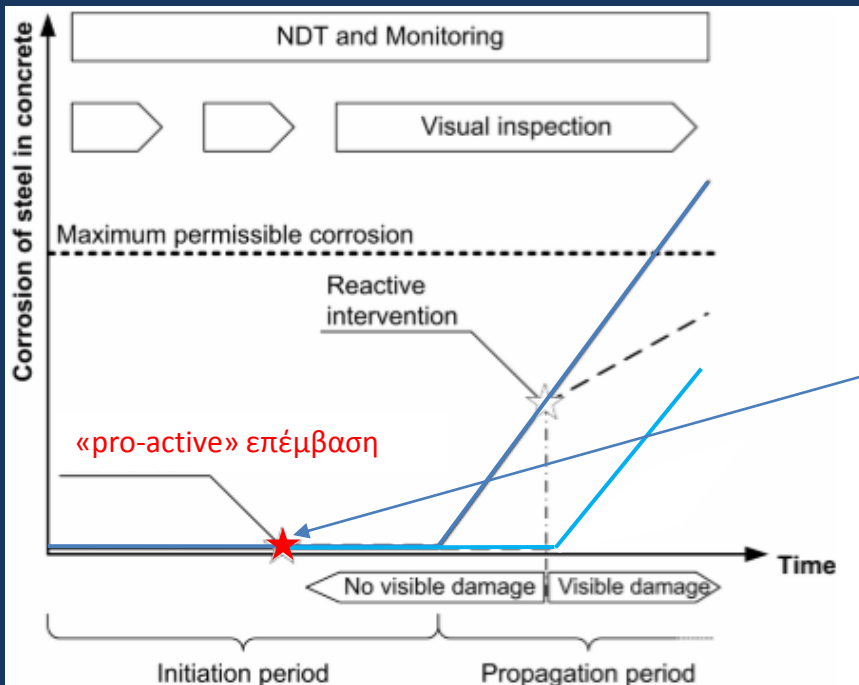 NDT and Monitoring
Visual inspection
Corrosion of steel in concrete
Maximum permissible corrosion
Reactive
intervention
«pro-active» επέμβαση
Time
No visible damage
Visible damage
Initiation period
Propagation period